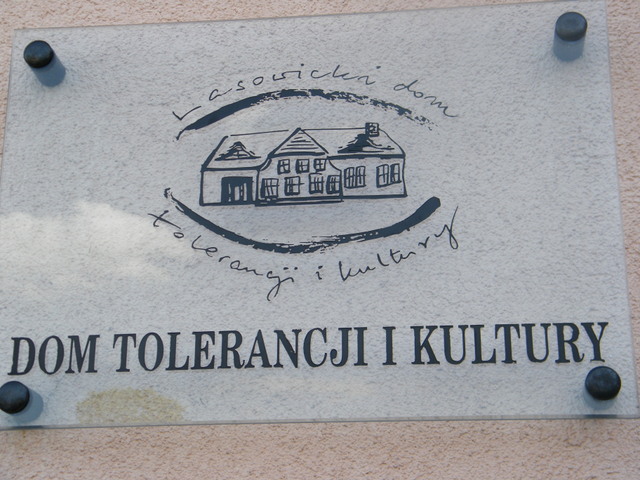 Lasowicki dom
tolerancji i kultury
DOM TOLERANCJI I KULTURY